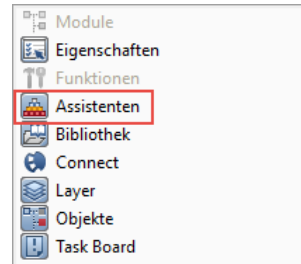 Module
Eigenschaften
Funktionen
Assistenten
Bibliothek
Connect
Layer
Objekte
Task Board